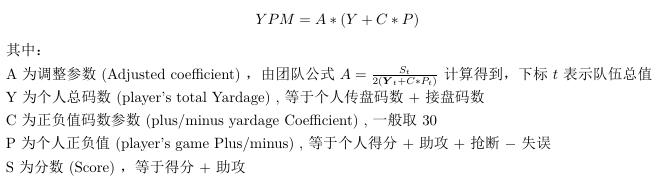 YPM = A ∗ (Y + C ∗ P)
其中：
A 为调整参数 (Adjusted coefficient) ，由团队公式 A = S_t / 2(Y_t+C∗P_t) 计算得到，下标 t 表示队伍总值
Y 为个人总码数 (player's total Yardage) , 等于个人传盘码数 + 接盘码数
C 为正负值码数参数 (plus/minus yardage Coefficient) , 一般取 30
P 为个人正负值 (player's game Plus/minus) , 等于个人得分 + 助攻 + 抢断 − 失误
S 为分数 (Score) ，等于得分 + 助攻